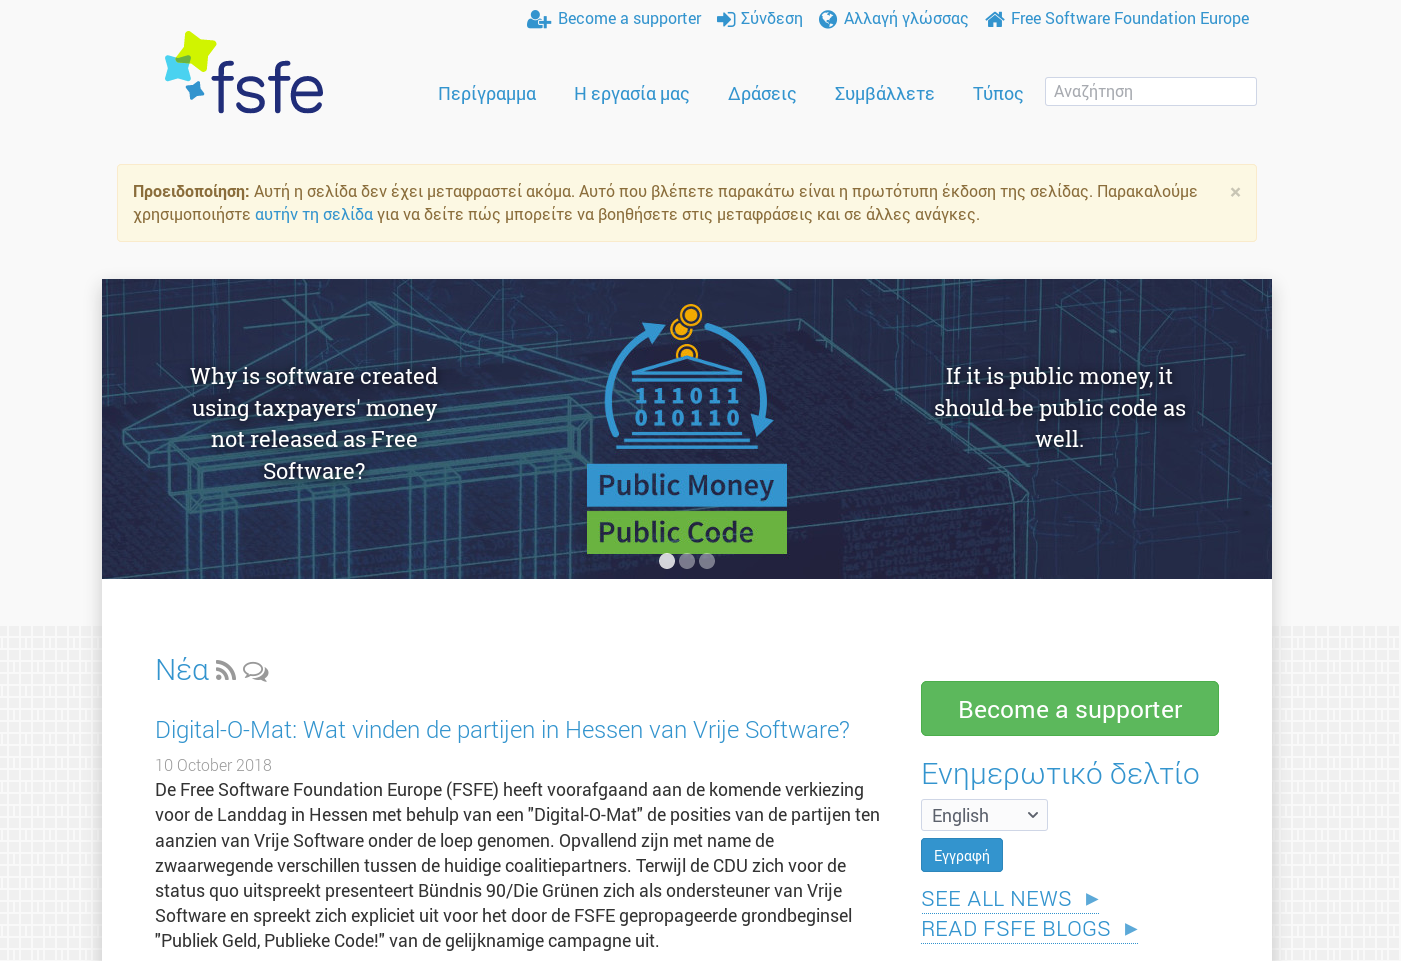 Become a supporter Σύνδεση Αλλαγή γλώσσας Free Software Foundation Europe
fsfe
Περίγραμμα Η εργασία μας Δράσεις Συμβάλλετε Τύπος Αναζήτηση
Προειδοποίηση: Αυτή η σελίδα δεν έχει μεταφραστεί ακόμα. Αυτό που βλέπετε παρακάτω είναι η πρωτότυπη έκδοση της σελίδας. Παρακαλούμε ×
χρησιμοποιήστε αυτήν τη σελίδα για να δείτε πώς μπορείτε να βοηθήσετε στις μεταφράσεις και σε άλλες ανάγκες.
Why is software created
using taxpayers' money
not released as Free
Software?
111011
010110
Public Money
Public Code
If it is public money, it
should be public code as
well.
Νέα
Digital-O-Mat: Wat vinden de partijen in Hessen van Vrije Software?
10 October 2018
De Free Software Foundation Europe (FSFE) heeft voorafgaand aan de komende verkiezing
voor de Landdag in Hessen met behulp van een "Digital-O-Mat" de posities van de partijen ten
aanzien van Vrije Software onder de loep genomen. Opvallend zijn met name de
zwaarwegende verschillen tussen de huidige coalitiepartners. Terwijl de CDU zich voor de
status quo uitspreekt presenteert Bündnis 90/Die Grünen zich als ondersteuner van Vrije
Software en spreekt zich expliciet uit voor het door de FSFE gepropageerde grondbeginsel
"Publiek Geld, Publieke Code!" van de gelijknamige campagne uit.
Become a supporter
Ενημερωτικό δελτίο
English
Εγγραφή
SEE ALL NEWS ►
READ FSFE BLOGS ►